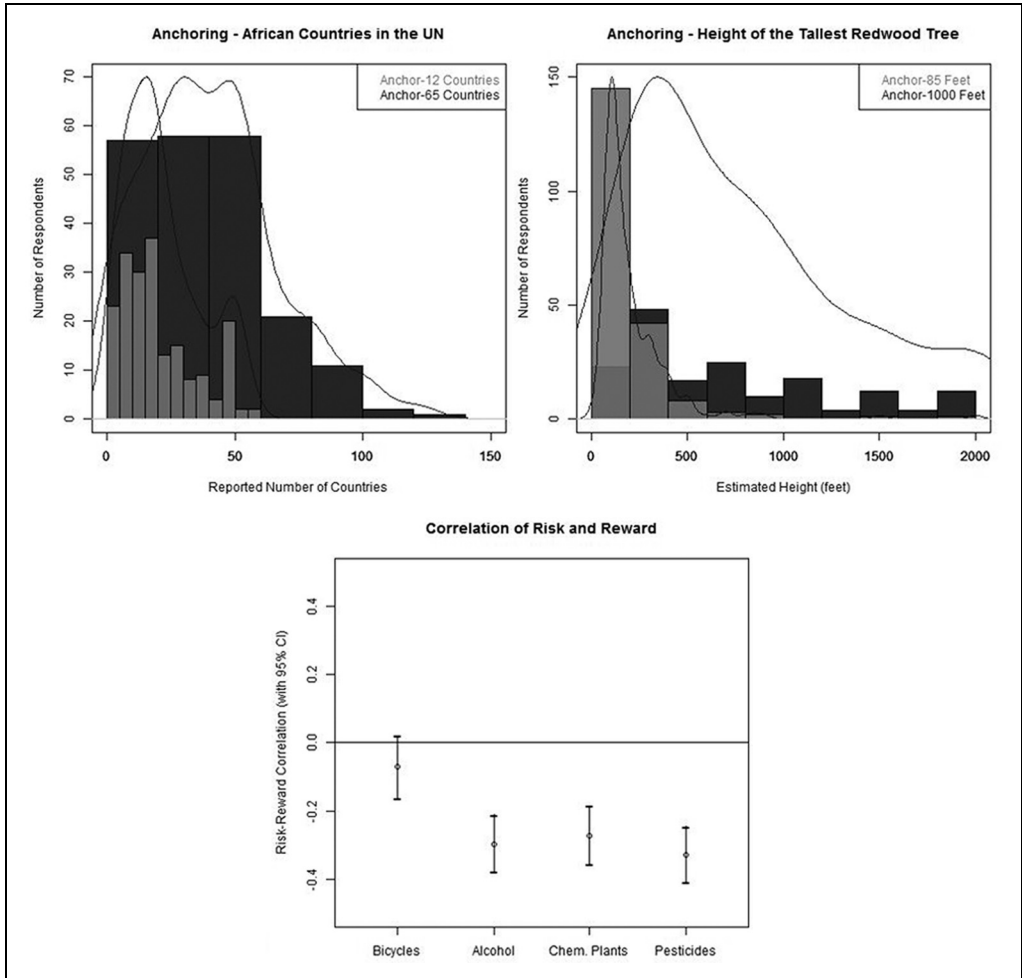 Anchoring - African Countries in the UN
Anchor-12 Countries
Anchor-65 Countries
Number of Respondents
70
60
50
40
30
20
10
0
0 50 100 150
Reported Number of Countries
Anchoring - Height of the Tallest Redwood Tree
Anchor-85 Feet
Anchor-1000 Feet
Number of Respondents
150
100
50
0
0 500 1000 1500 2000
Estimated Height (feet)
Correlation of Risk and Reward
Risk-Reward Correlation (with 95% CI)
0.4
0.2
0.0
-0.2
-0.4
Bicycles Alcohol Chem. Plants Pesticides